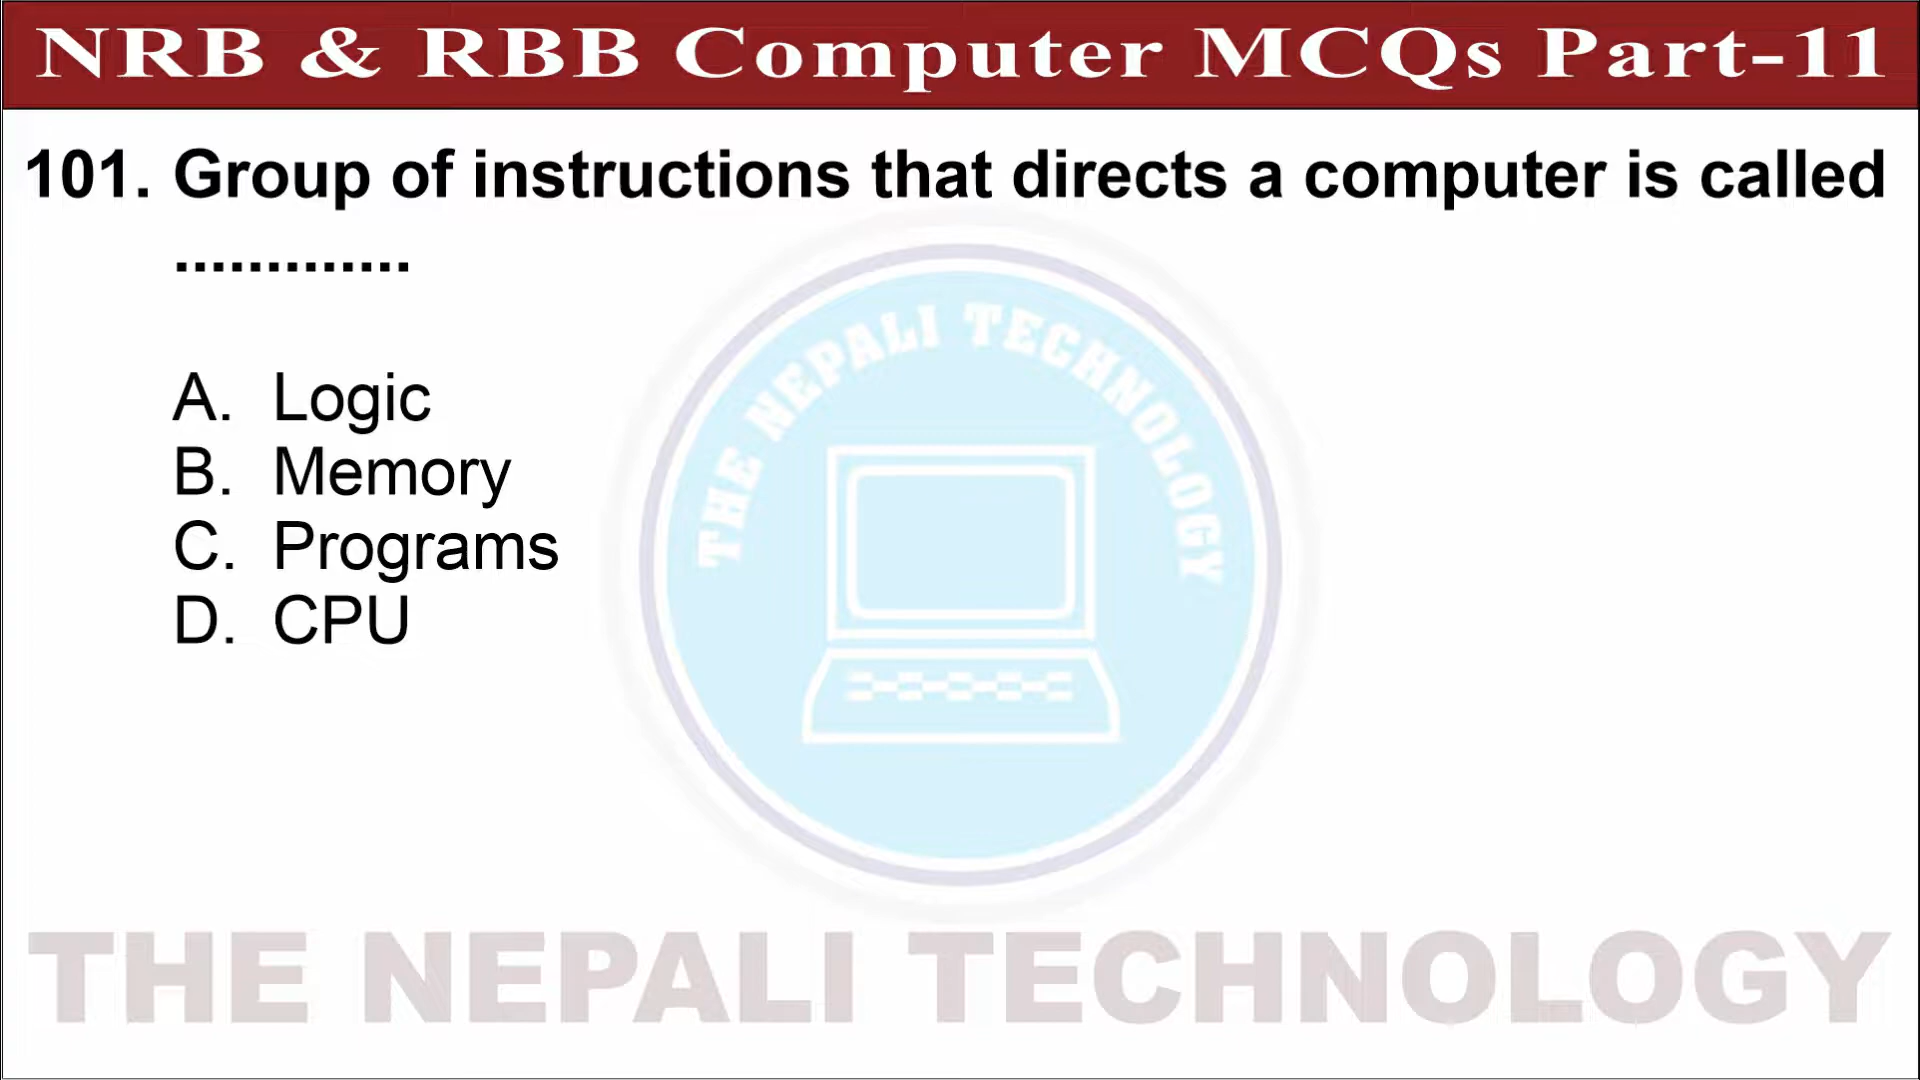 NRB & RBB Computer MCQs Part-11
101. Group of instructions that directs a computer is called
.............
THE NEPALI TECHNOLOGY
A. Logic
B. Memory
C. Programs
D. CPU
THE NEPALI TECHNOLOGY